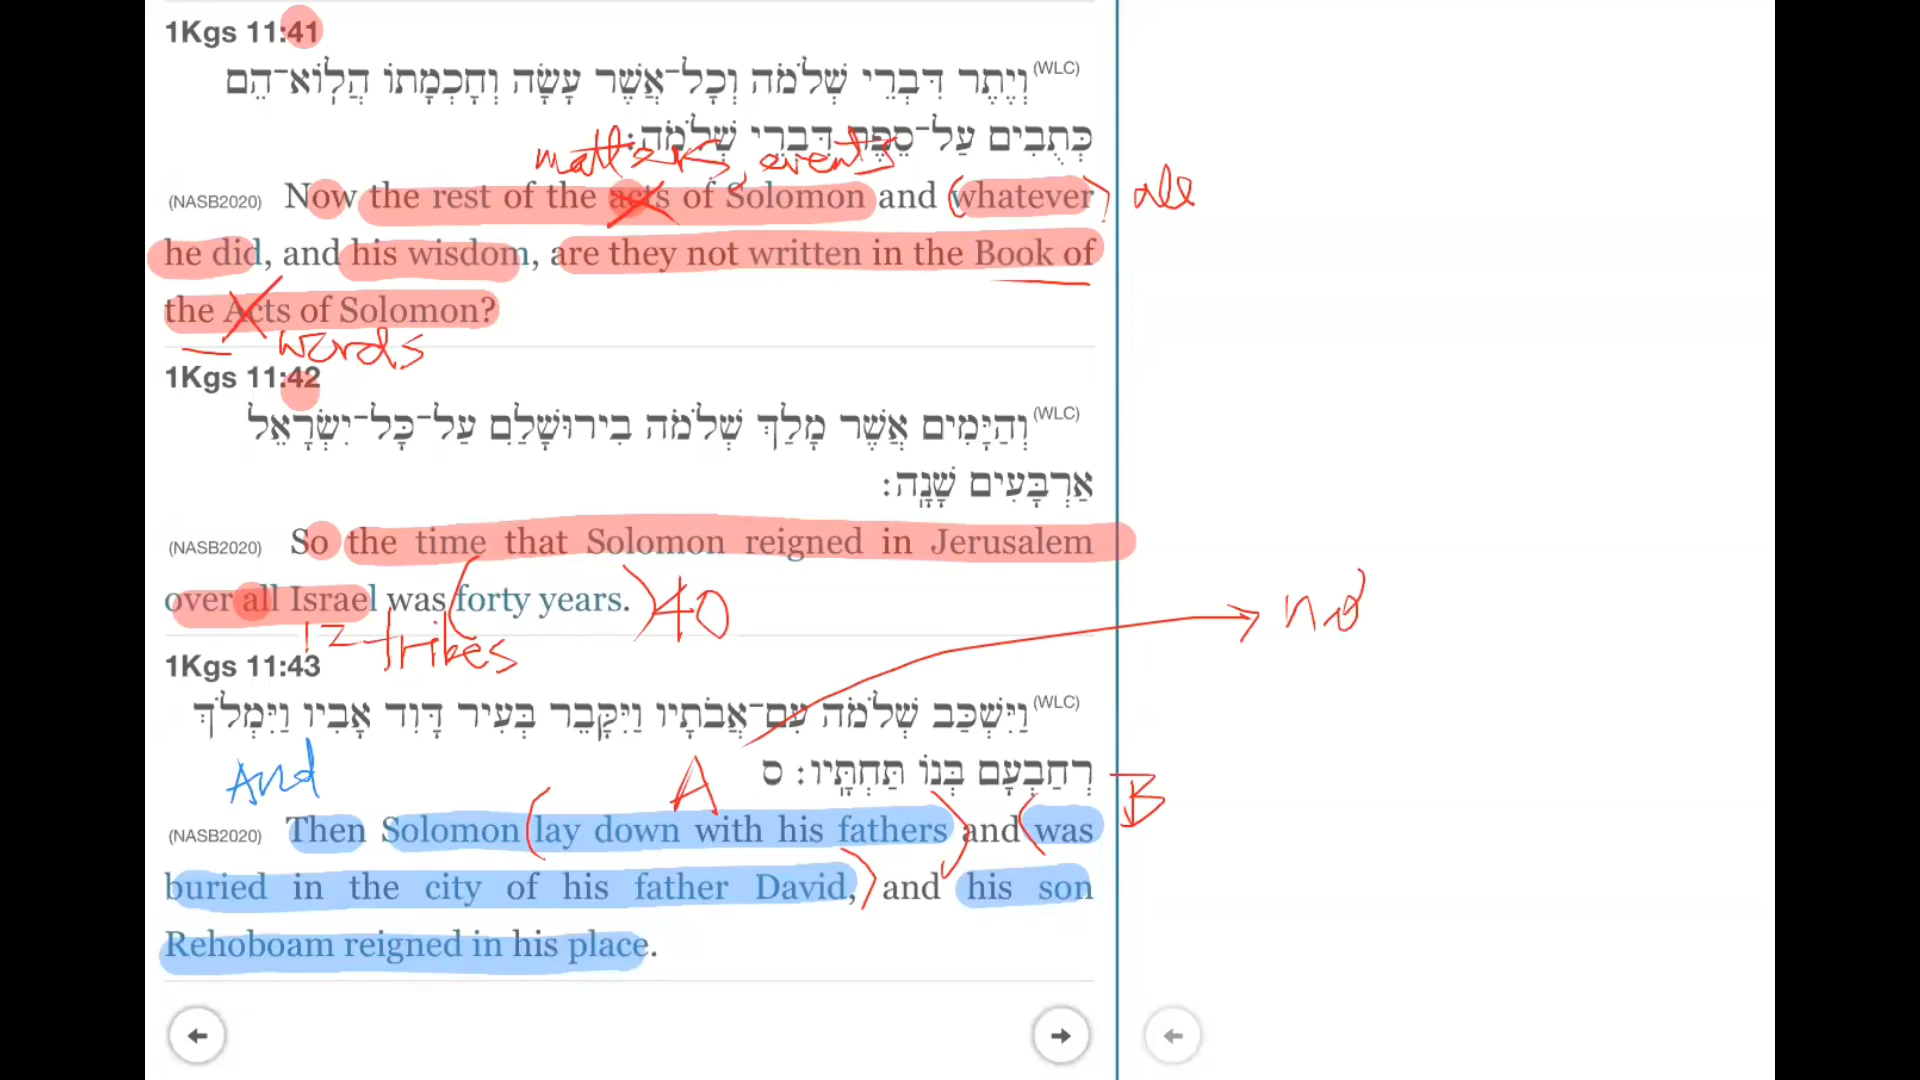 1Kgs 11:41
(WLC) וְיֶ֨תֶר דִּבְרֵ֧י שְׁלֹמֹ֛ה וְכָל־אֲשֶׁ֥ר עָשָׂ֖ה וְחָכְמָת֑וֹ הֲלֽוֹא־הֵ֣ם
כְּתֻבִ֔ים עַל־סֵ֖פֶר דִּבְרֵ֥י שְׁלֹמֹֽה׃
matters, events
(NASB2020) Now the rest of the acts of Solomon and (whatever) all
he did, and his wisdom, are they not written in the Book of
the Acts of Solomon?
words
1Kgs 11:42
(WLC) וְהַיָּמִים֩ אֲשֶׁ֨ר מָלַ֤ךְ שְׁלֹמֹה֙ בִיר֣וּשָׁלִַ֔ם עַל־כָּל־יִשְׂרָאֵ֖ל
אַרְבָּעִ֥ים שָׁנָֽה׃
(NASB2020) So the time that Solomon reigned in Jerusalem
over all Israel was (forty years.) 40
12 tribes
1Kgs 11:43
(WLC) וַיִּשְׁכַּ֤ב שְׁלֹמֹה֙ עִם־אֲבֹתָ֔יו וַיִּקָּבֵ֕ר בְּעִ֖יר דָּוִ֣ד אָבִ֑יו וַיִּמְלֹ֛ךְ
רְחַבְעָ֥ם בְּנ֖וֹ תַּחְתָּֽיו׃ ס
And A B
(NASB2020) Then Solomon (lay down with his fathers) and (was
buried in the city of his father David,) and his son
Rehoboam reigned in his place.